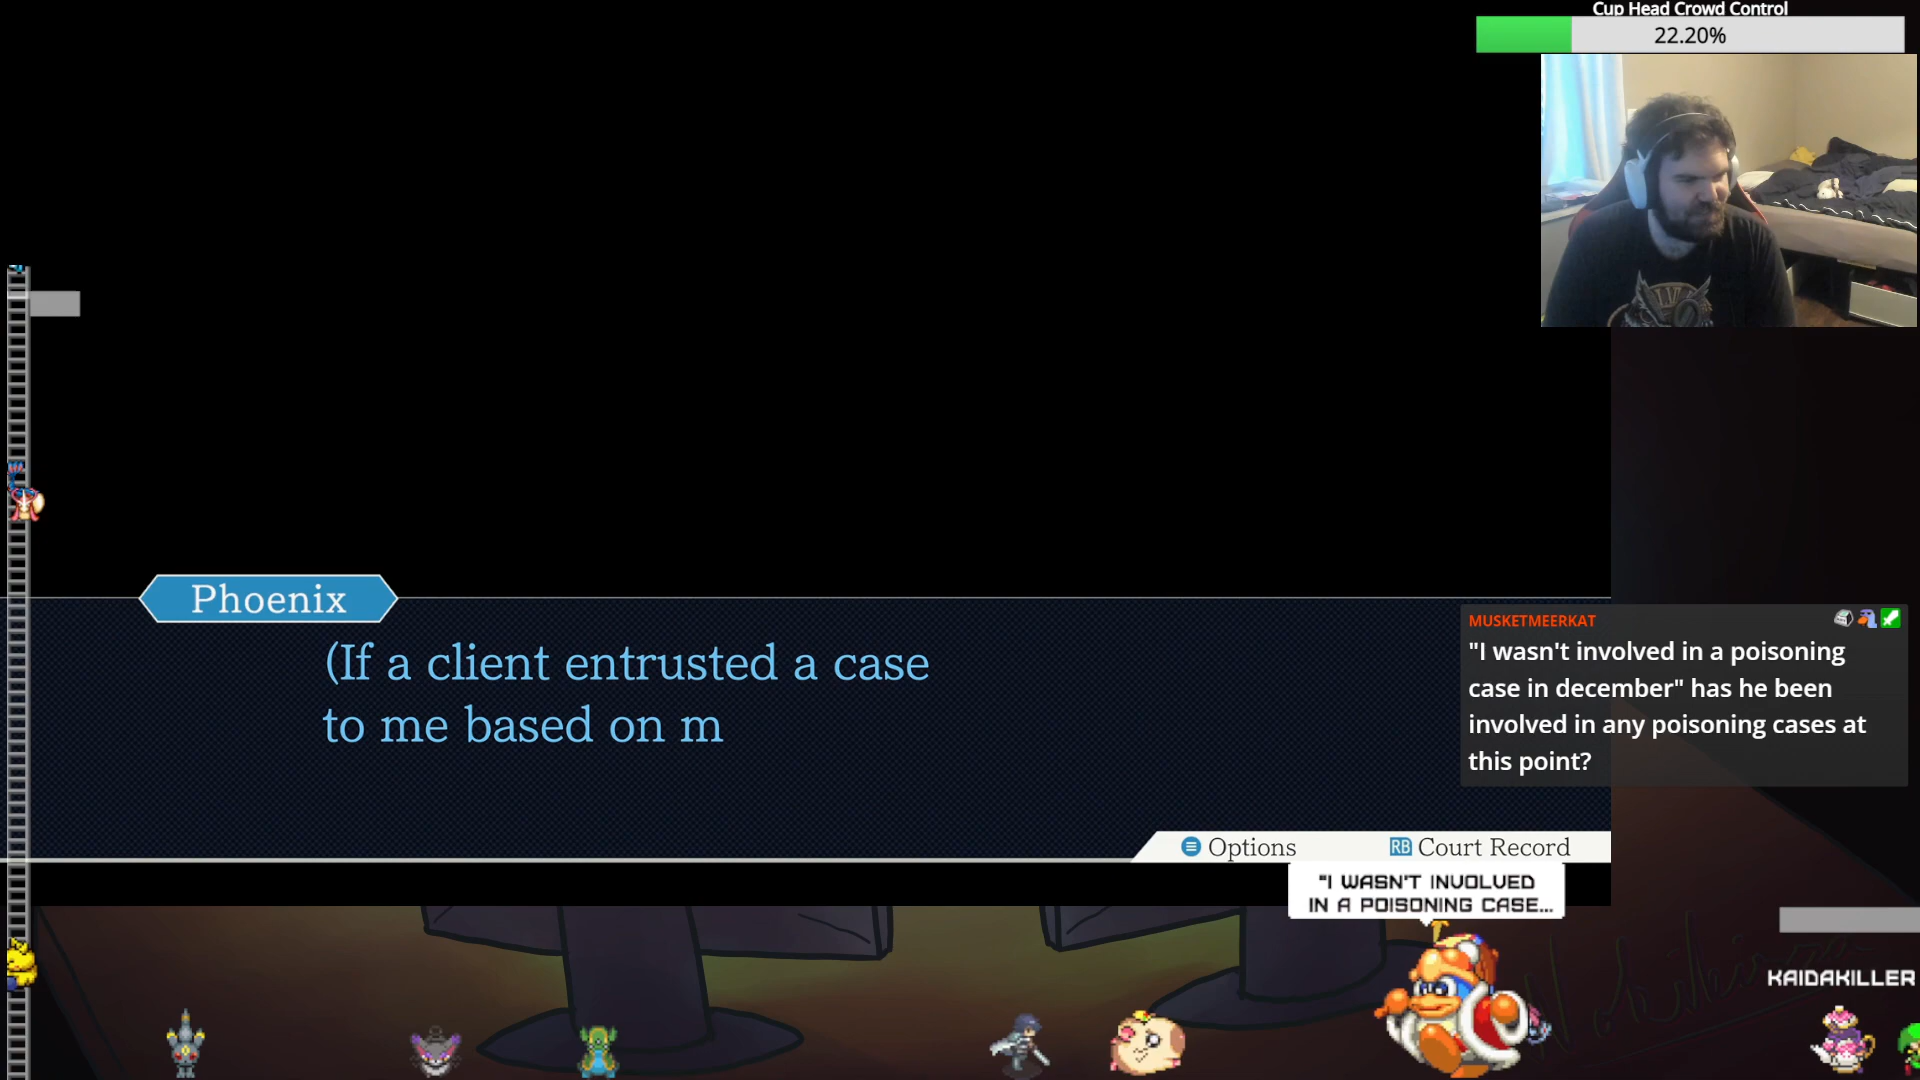 Cup Head Crowd Control
22.20%
Phoenix
(If a client entrusted a case
to me based on m
MUSKETMEERKAT
"I wasn't involved in a poisoning
case in december" has he been
involved in any poisoning cases at
this point?
Options
RB Court Record
"I WASN'T INVOLVED
IN A POISONING CASE...
KAIDAKILLER